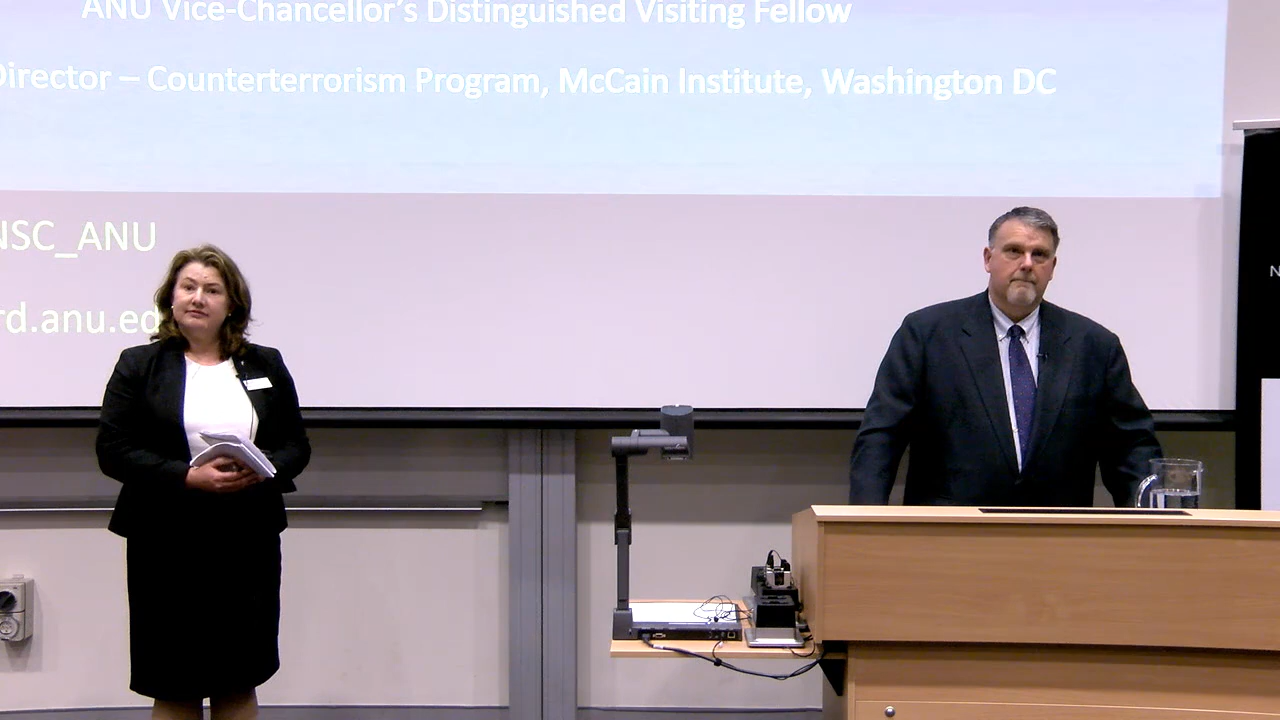 ANU Vice-Chancellor's Distinguished Visiting Fellow
Director – Counterterrorism Program, McCain Institute, Washington DC
NSC_ANU
rd.anu.ed
N